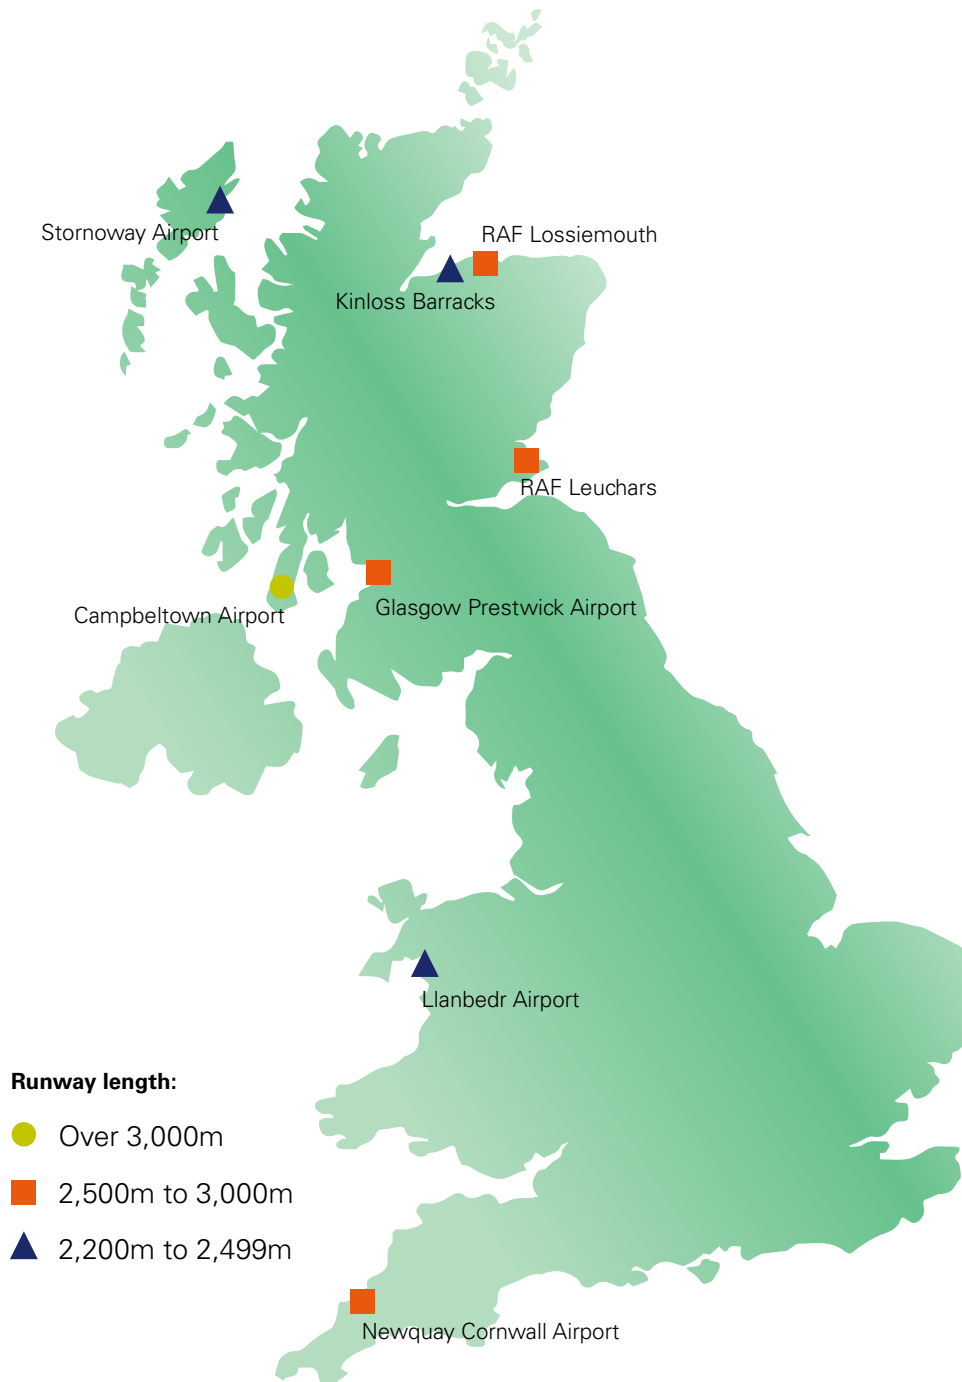 Stornoway Airport
RAF Lossiemouth
Kinloss Barracks
RAF Leuchars
Campbeltown Airport
Glasgow Prestwick Airport
Llanbedr Airport
Runway length:
Over 3,000m
2,500m to 3,000m
2,200m to 2,499m
Newquay Cornwall Airport